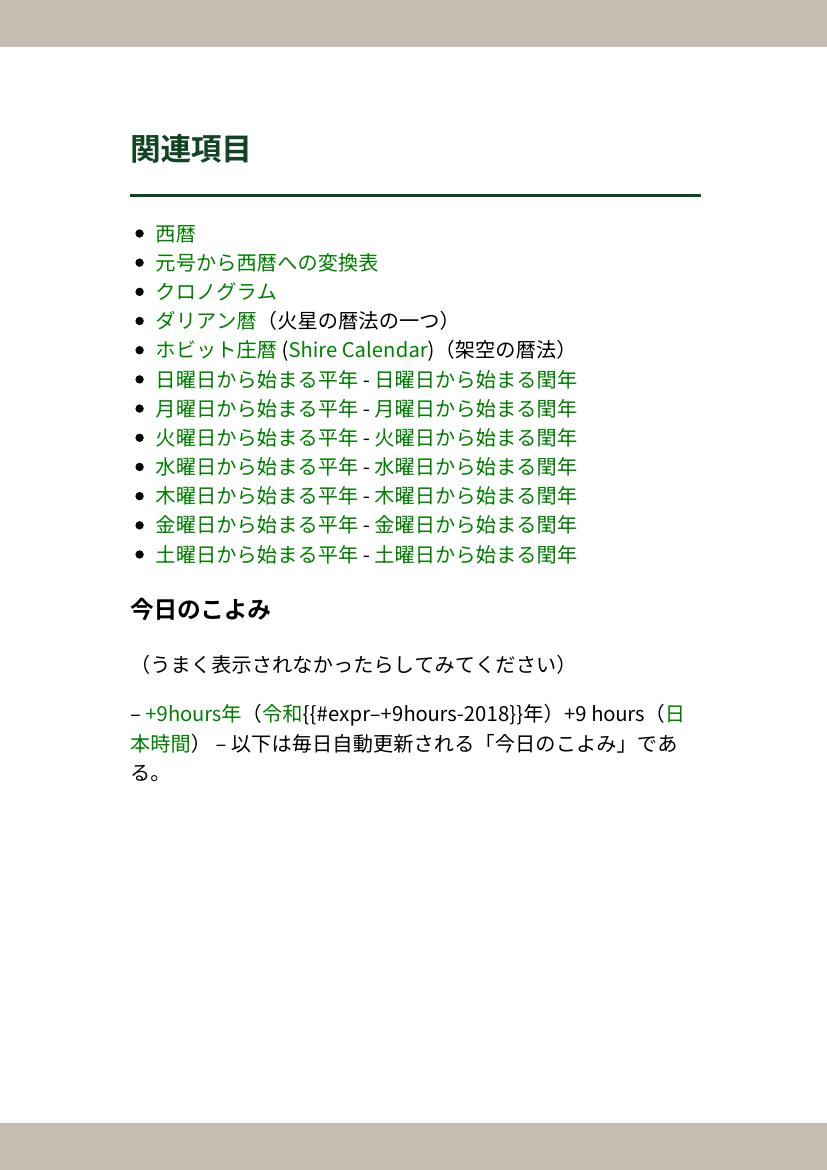 関連項目
西暦
元号から西暦への変換表
クロノグラム
ダリアン暦（火星の暦法の一つ）
ホビット庄暦 (Shire Calendar)（架空の暦法）
日曜日から始まる平年 - 日曜日から始まる閏年
月曜日から始まる平年 - 月曜日から始まる閏年
火曜日から始まる平年 - 火曜日から始まる閏年
水曜日から始まる平年 - 水曜日から始まる閏年
木曜日から始まる平年 - 木曜日から始まる閏年
金曜日から始まる平年 - 金曜日から始まる閏年
土曜日から始まる平年 - 土曜日から始まる閏年
今日のこよみ
（うまく表示されなかったらしてみてください）
– +9hours年（令和{{#expr–+9hours-2018}}年）+9 hours（日
本時間） – 以下は毎日自動更新される「今日のこよみ」であ
る。